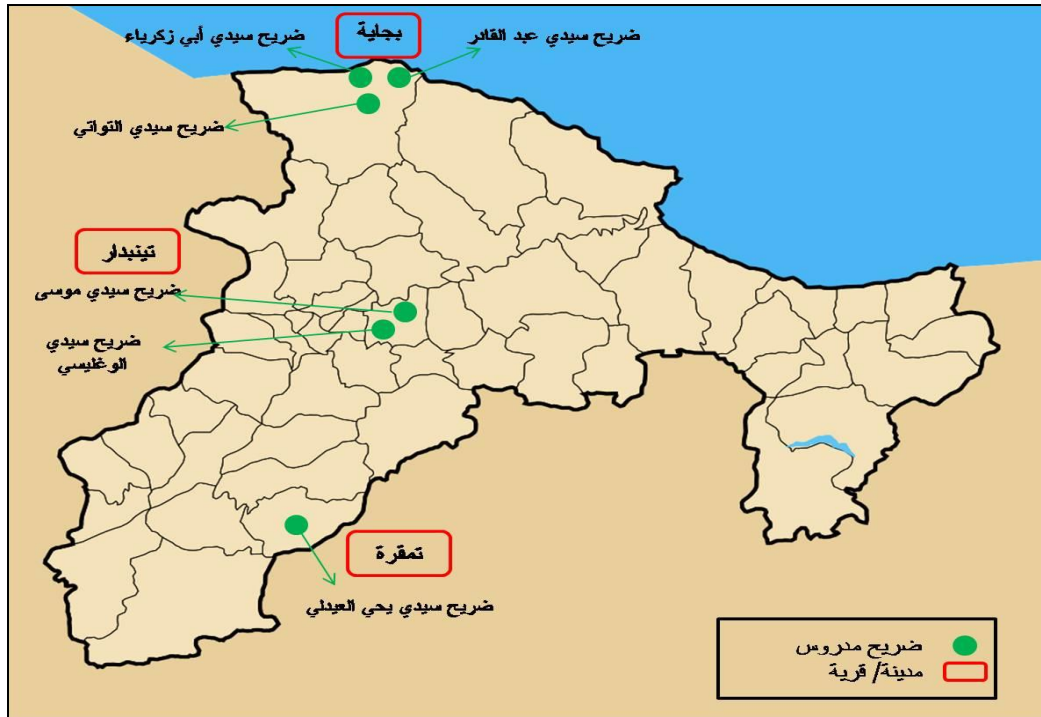 بجاية
ضريح سيدي عبد القادر
ضريح سيدي أبي زكرياء
ضريح سيدي التواتي
تينبدار
ضريح سيدي موسى
ضريح سيدي
الوغليسي
تمقرة
ضريح سيدي يحي العيدلي
ضريح مدروس
مدينة/ قرية